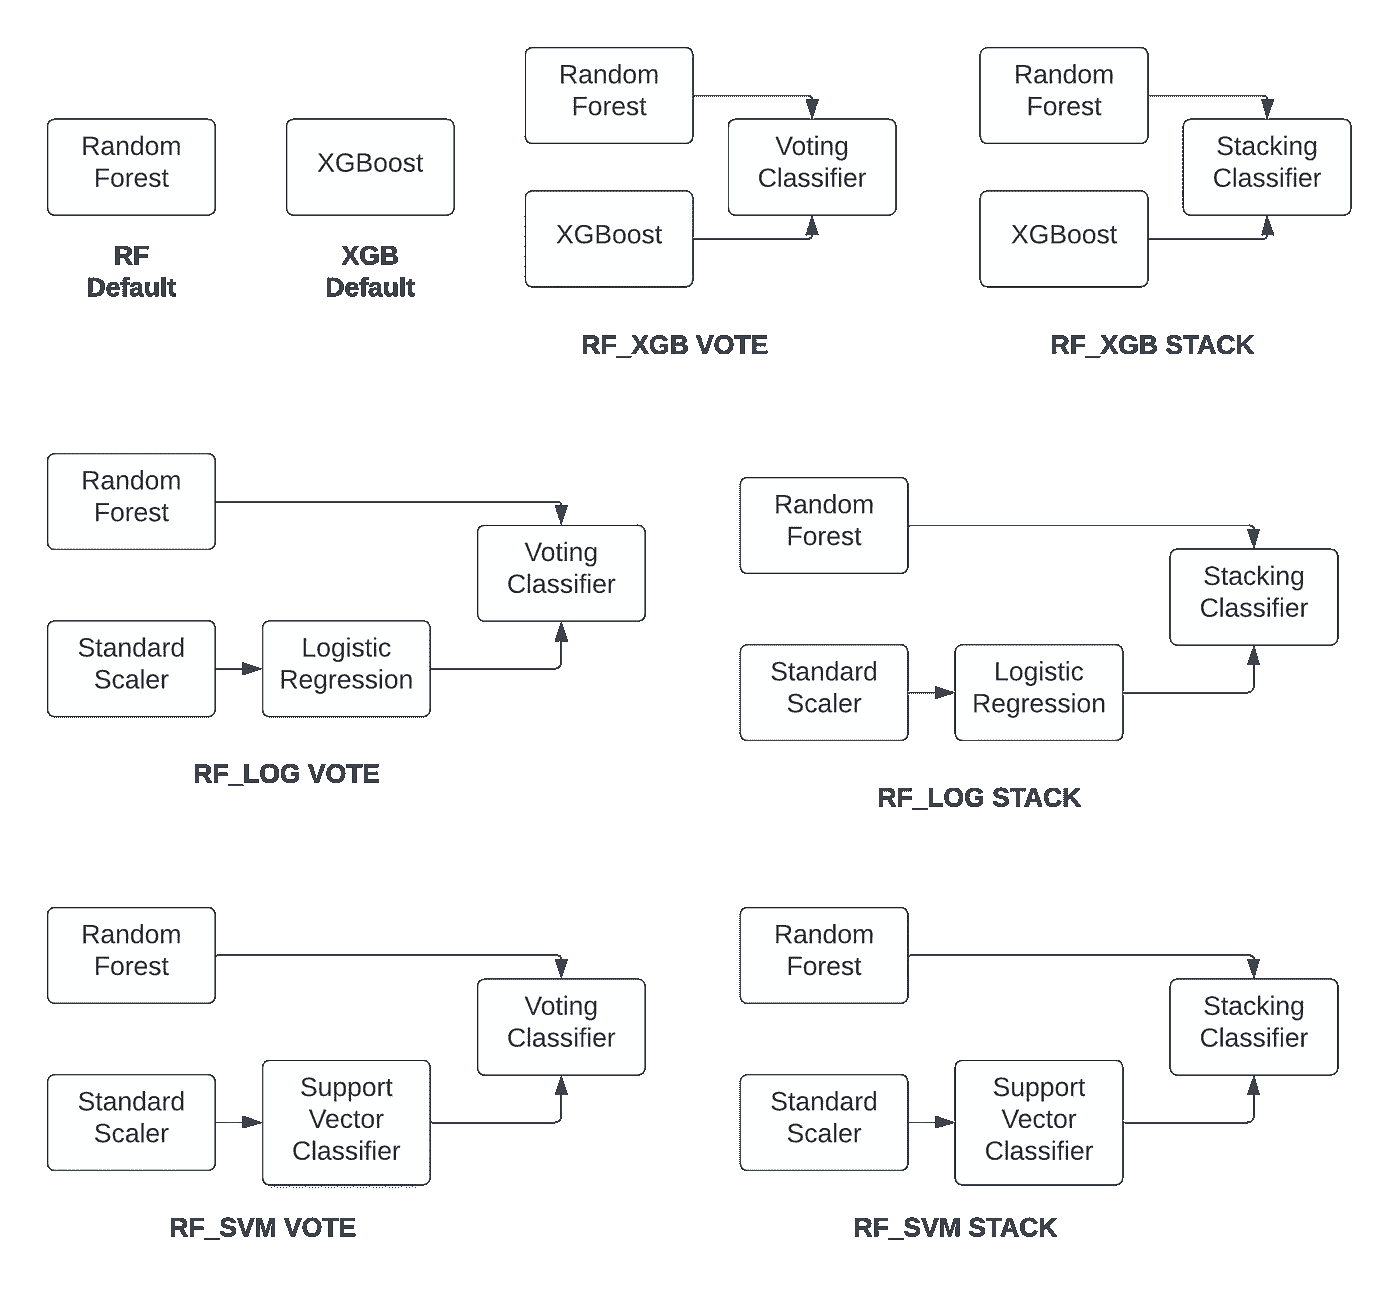 Random
Forest
RF
Default
XGBoost
XGB
Default
Random
Forest
XGBoost
Voting
Classifier
RF_XGB VOTE
Random
Forest
XGBoost
Stacking
Classifier
RF_XGB STACK
Random
Forest
Standard
Scaler
Logistic
Regression
Voting
Classifier
RF_LOG VOTE
Random
Forest
Standard
Scaler
Logistic
Regression
Stacking
Classifier
RF_LOG STACK
Random
Forest
Standard
Scaler
Support
Vector
Classifier
Voting
Classifier
RF_SVM VOTE
Random
Forest
Standard
Scaler
Support
Vector
Classifier
Stacking
Classifier
RF_SVM STACK